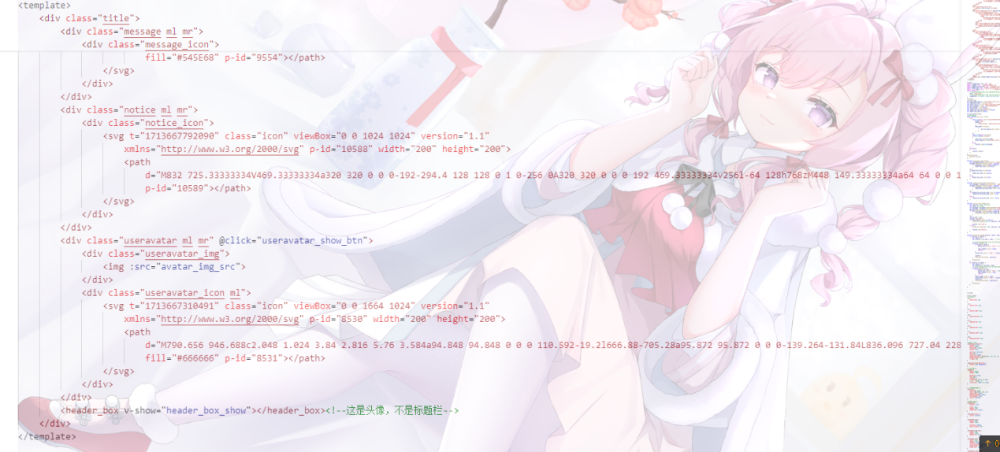 <template>
<div class="title">
<div class="message ml mr">
<div class="message_icon">
fill="#545E68" p-id="9554"></path>
</svg>
</div>
</div>
<div class="notice ml mr">
<div class="notice_icon">
<svg t="1713667792090" class="icon" viewBox="0 0 1024 1024" version="1.1"
xmlns="http://www.w3.org/2000/svg" p-id="10588" width="200" height="200">
<path
d="M832 725.33333334V469.33333334a320 320 0 0 0-192-294.4 128 128 0 1 0-256 0A320 320 0 0 0 192 469.33333334v256l-64 128h768zM448 149.33333334a64 64 0 0 1
p-id="10589"></path>
</svg>
</div>
</div>
<div class="useravatar ml mr" @click="useravatar_show_btn">
<div class="useravatar_img">
<img :src="avatar_img_src">
</div>
<div class="useravatar_icon ml">
<svg t="1713667310491" class="icon" viewBox="0 0 1664 1024" version="1.1"
xmlns="http://www.w3.org/2000/svg" p-id="8530" width="200" height="200">
<path
d="M790.656 946.688c2.048 1.024 3.84 2.816 5.76 3.584a94.848 94.848 0 0 0 110.592-19.2l666.88-705.28a95.872 95.872 0 0 0-139.264-131.84L836.096 727.04 228
fill="#666666" p-id="8531"></path>
</svg>
</div>
</div>
<header_box v-show="header_box_show"></header_box><!--这是头像，不是标题栏-->
</div>
</template>